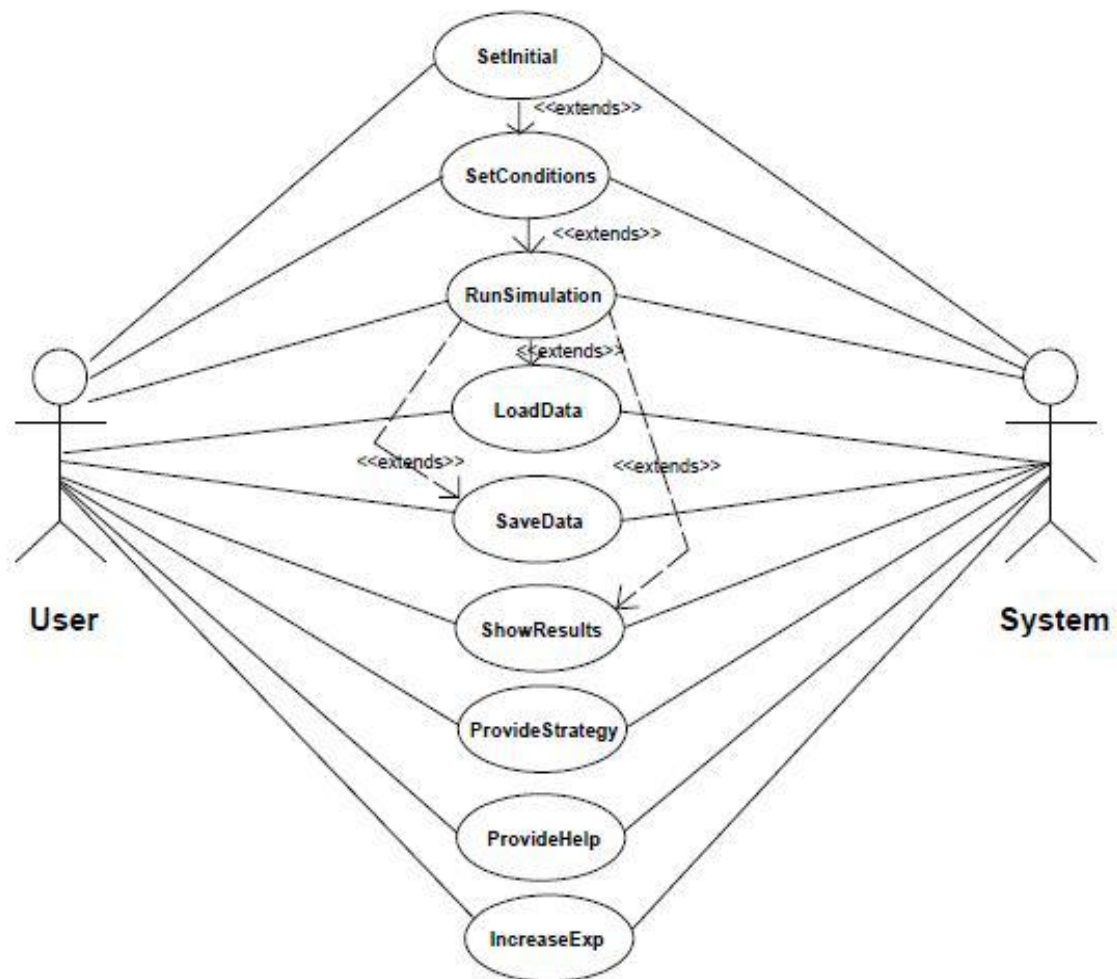 SetInitial
<<extends>>
SetConditions
<<extends>>
RunSimulation
<<extends>>
LoadData
<<extends>>
<<extends>>
SaveData
User
ShowResults
System
ProvideStrategy
ProvideHelp
IncreaseExp